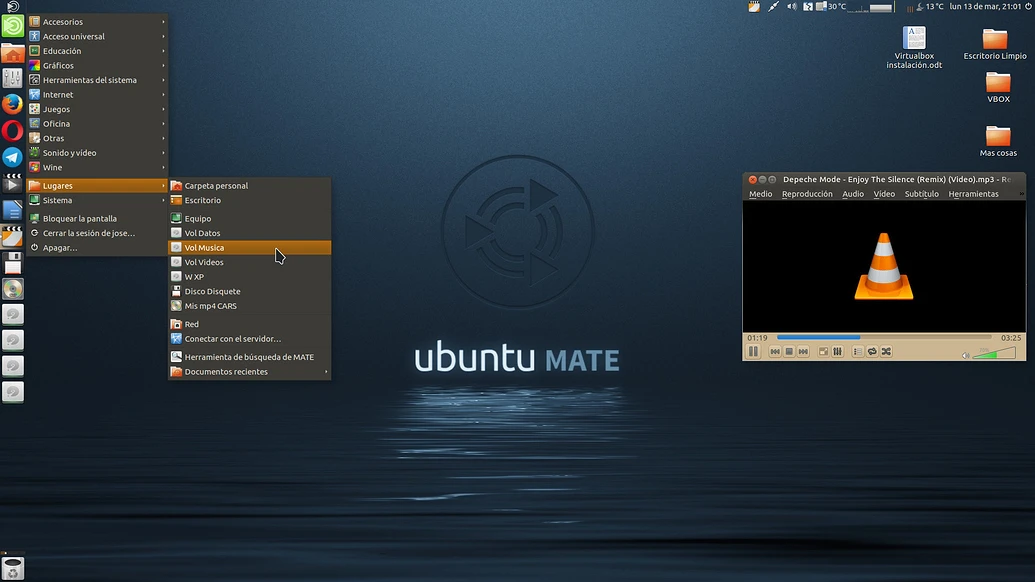 30 °C
13 °C
lun 13 de mar, 21:01
Accesorios
Acceso universal
Educación
Gráficos
Herramientas del sistema
Internet
Juegos
Oficina
Otras
Sonido y vídeo
Wine
Lugares
Sistema
Bloquear la pantalla
Cerrar la sesión de jose…
Apagar…
Carpeta personal
Escritorio
Equipo
Vol Datos
Vol Musica
Vol Videos
W XP
Disco Disquete
Mis mp4 CARS
Red
Conectar con el servidor…
Herramienta de búsqueda de MATE
Documentos recientes
ubuntu MATE
Virtualbox
instalación.odt
Escritorio Limpio
VBOX
Mas cosas
Depeche Mode - Enjoy The Silence (Remix) (Video).mp3 - Re
Medio Reproducción Audio Vídeo Subtítulo Herramientas »
01:19
03:25